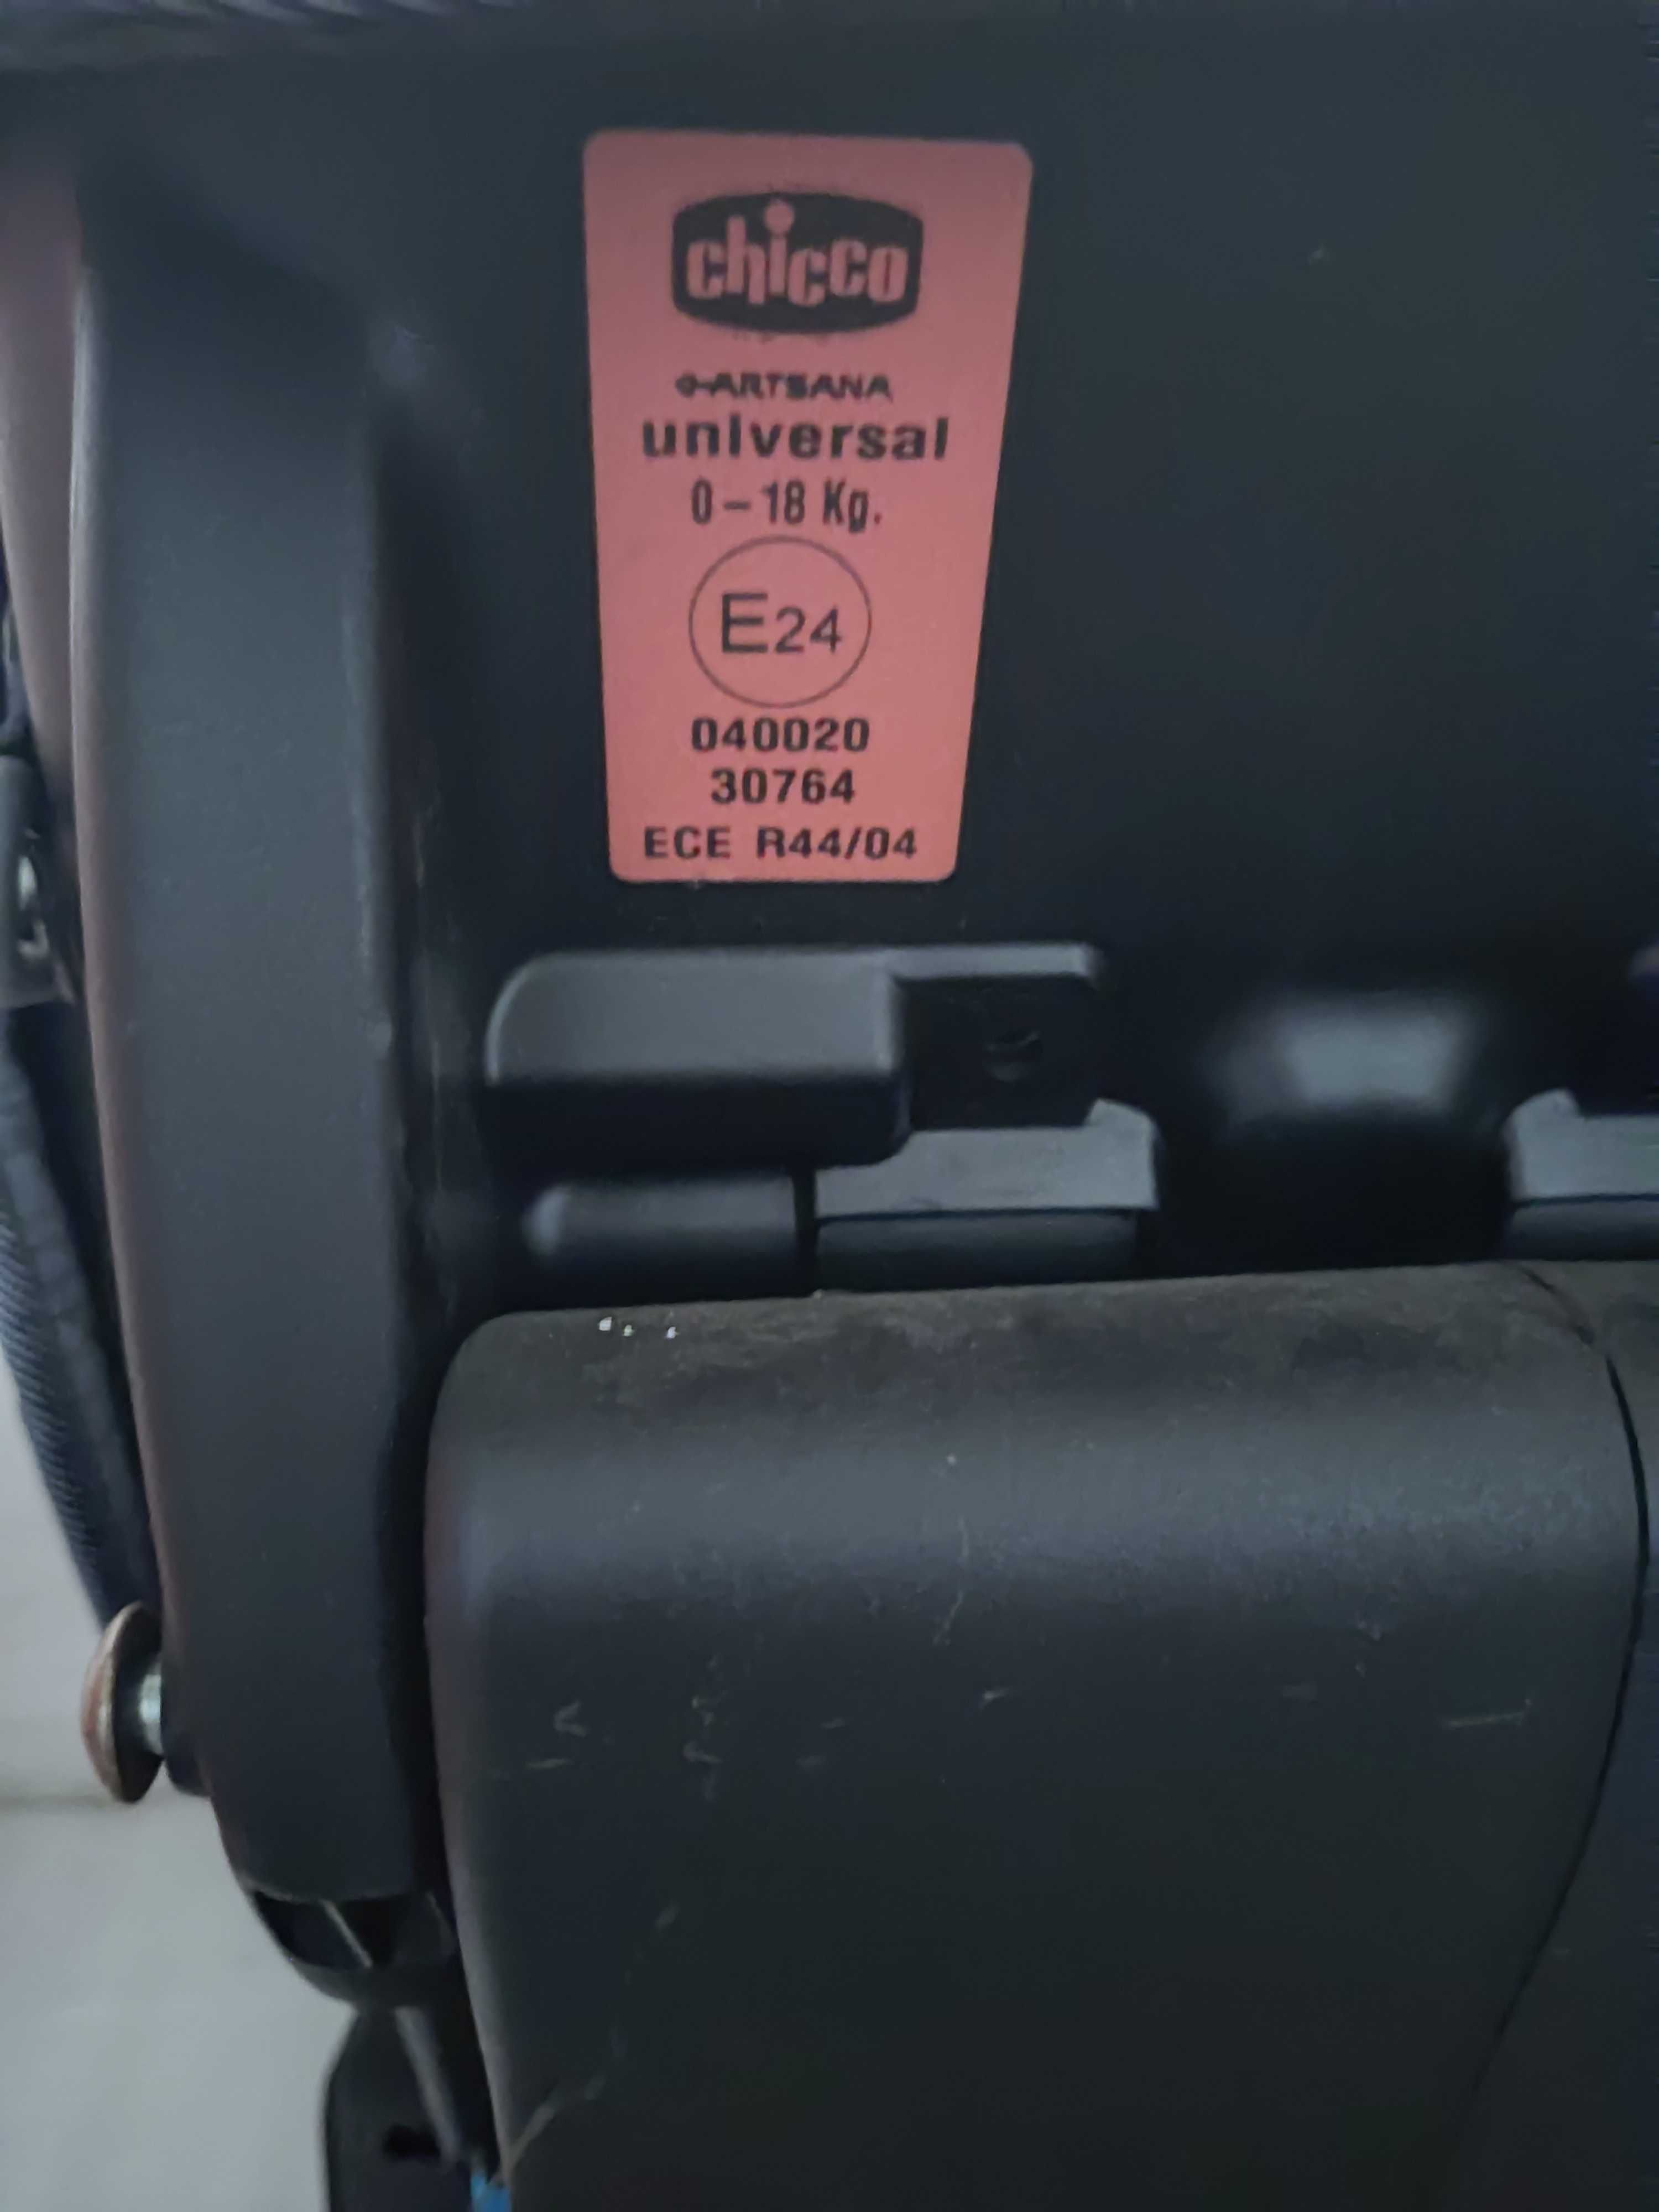 chicco
ARTSANA
universal
0-18 Kg.
E24
040020
30764
ECE R44/04